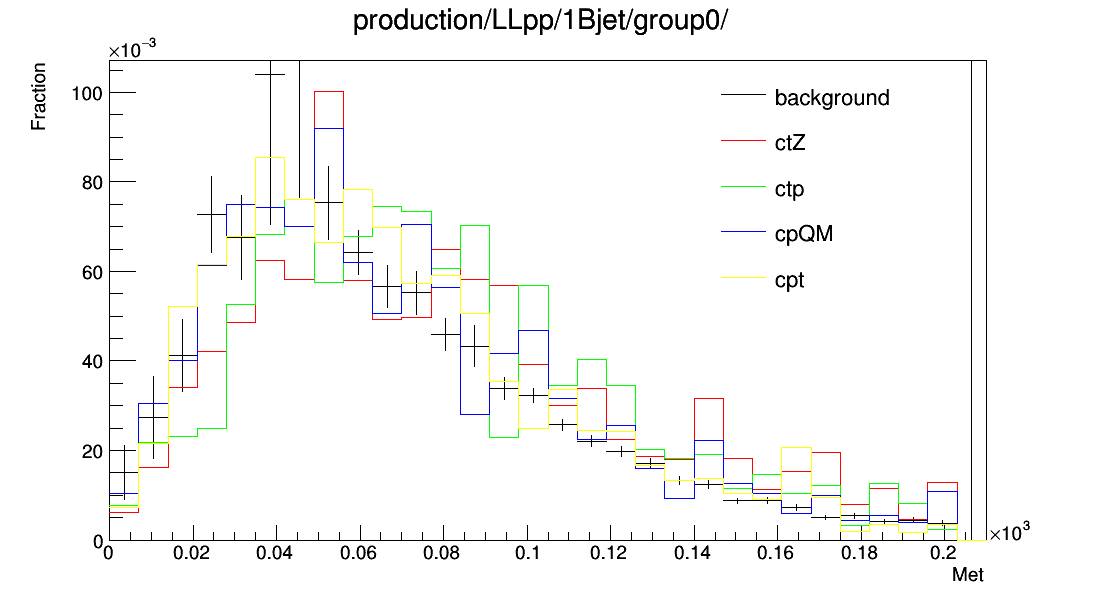 production/LLpp/1Bjet/group0/
×10−3
Fraction
100
80
60
40
20
0
background
ctZ
ctp
cpQM
cpt
0 0.02 0.04 0.06 0.08 0.1 0.12 0.14 0.16 0.18 0.2
×103
Met